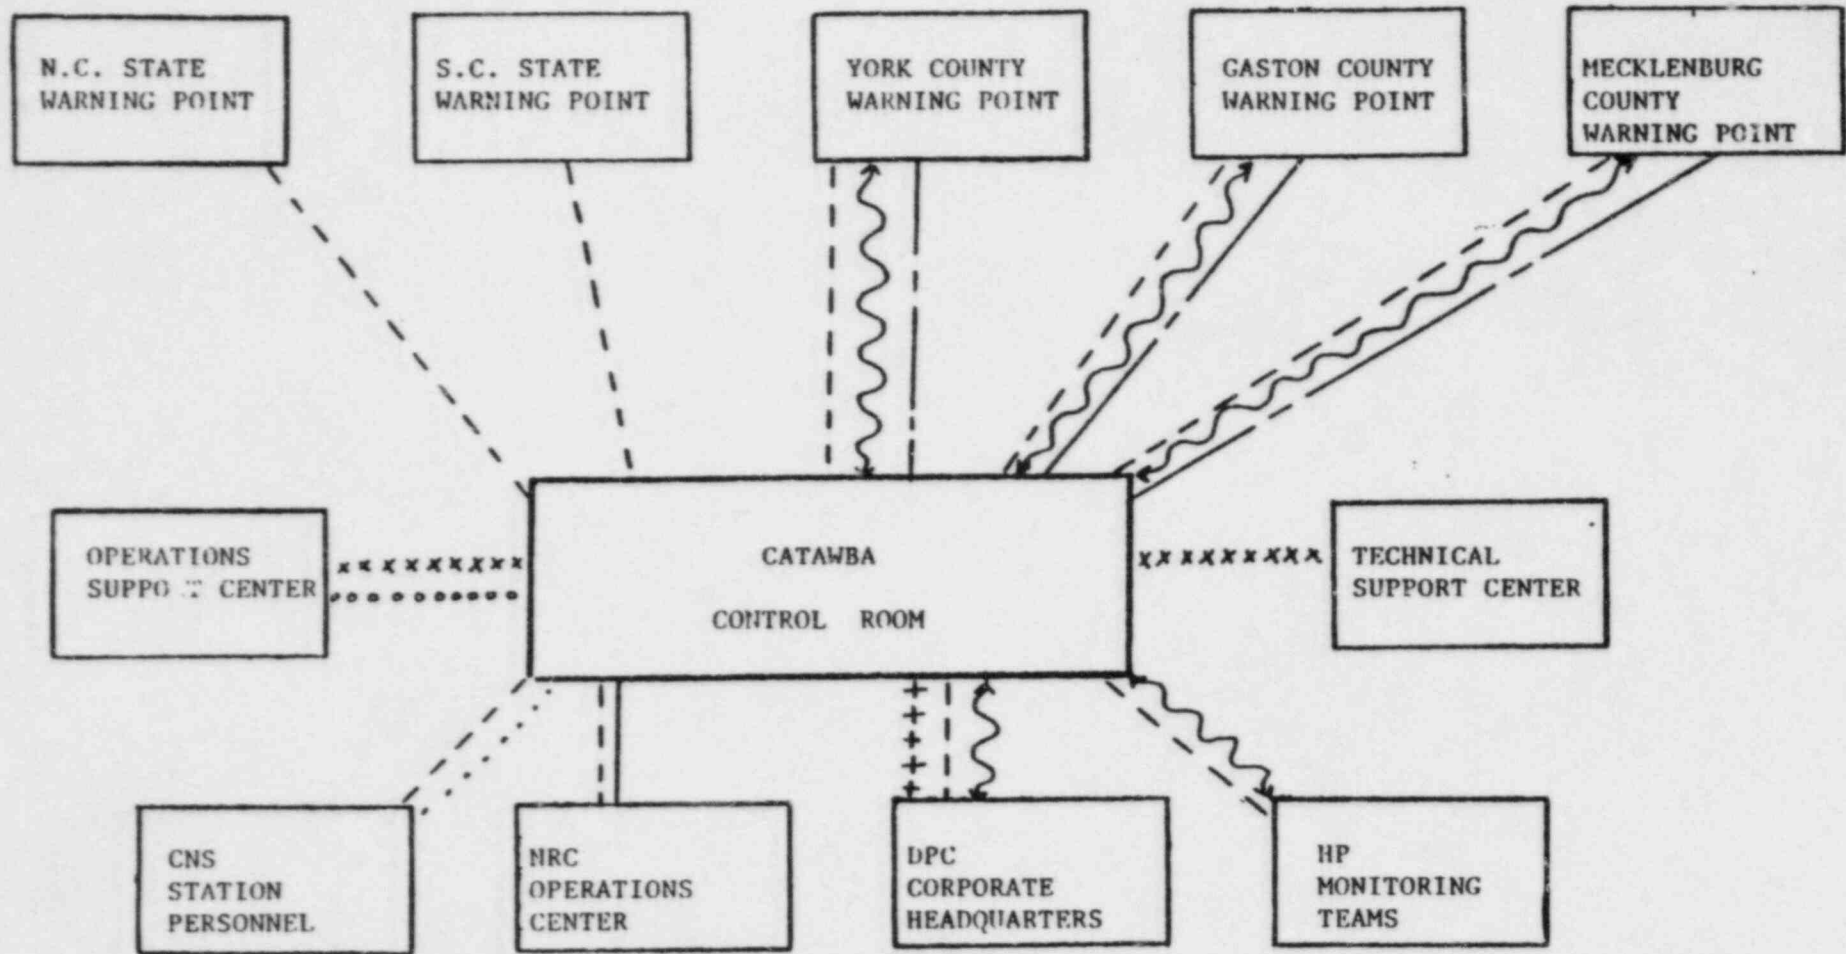 N.C. STATE
WARNING POINT
S.C. STATE
WARNING POINT
YORK COUNTY
WARNING POINT
GASTON COUNTY
WARNING POINT
MECKLENBURG
COUNTY
WARNING POINT
OPERATIONS
SUPPORT CENTER
CATAWBA
CONTROL ROOM
TECHNICAL
SUPPORT CENTER
CNS
STATION
PERSONNEL
NRC
OPERATIONS
CENTER
DPC
CORPORATE
HEADQUARTERS
HP
MONITORING
TEAMS